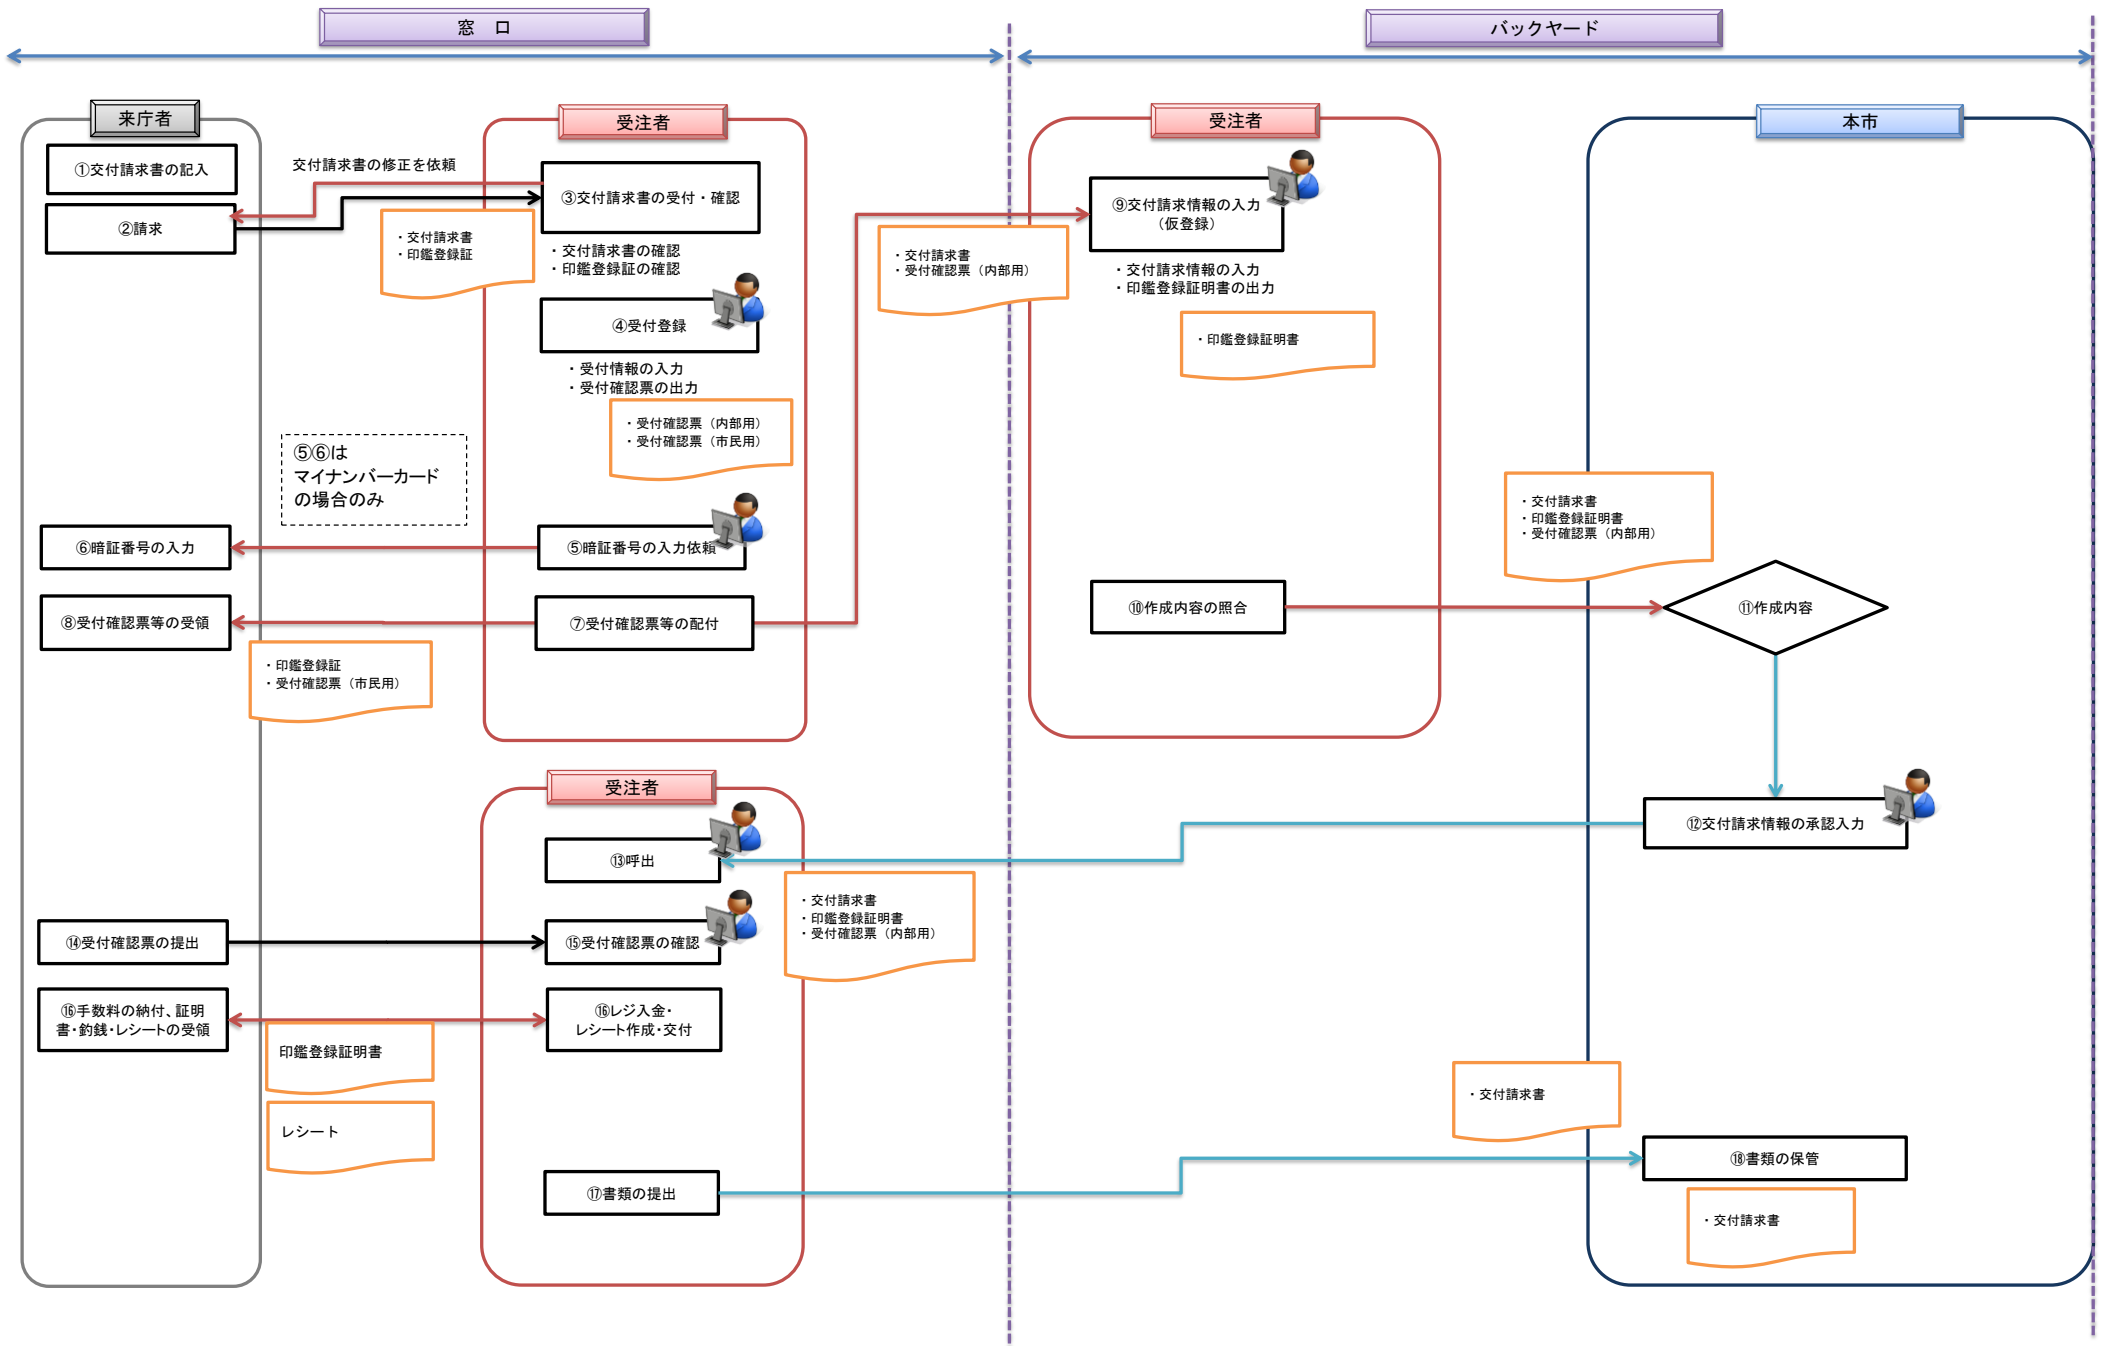 窓　口
バックヤード
来庁者
受注者
受注者
本市
①交付請求書の記入
②請求
交付請求書の修正を依頼
③交付請求書の受付・確認
・交付請求書
・印鑑登録証
・交付請求書の確認
・印鑑登録証の確認
④受付登録
・受付情報の入力
・受付確認票の出力
・受付確認票（内部用）
・受付確認票（市民用）
⑤⑥は
マイナンバーカード
の場合のみ
⑤暗証番号の入力依頼
⑥暗証番号の入力
⑦受付確認票等の配付
⑧受付確認票等の受領
・印鑑登録証
・受付確認票（市民用）
・交付請求書
・受付確認票（内部用）
⑨交付請求情報の入力
（仮登録）
・交付請求情報の入力
・印鑑登録証明書の出力
・印鑑登録証明書
⑩作成内容の照合
・交付請求書
・印鑑登録証明書
・受付確認票（内部用）
⑪作成内容
⑫交付請求情報の承認入力
受注者
⑬呼出
・交付請求書
・印鑑登録証明書
・受付確認票（内部用）
⑭受付確認票の提出
⑮受付確認票の確認
⑯手数料の納付、証明
書・釣銭・レシートの受領
⑯レジ入金・
レシート作成・交付
印鑑登録証明書
レシート
⑰書類の提出
・交付請求書
⑱書類の保管
・交付請求書